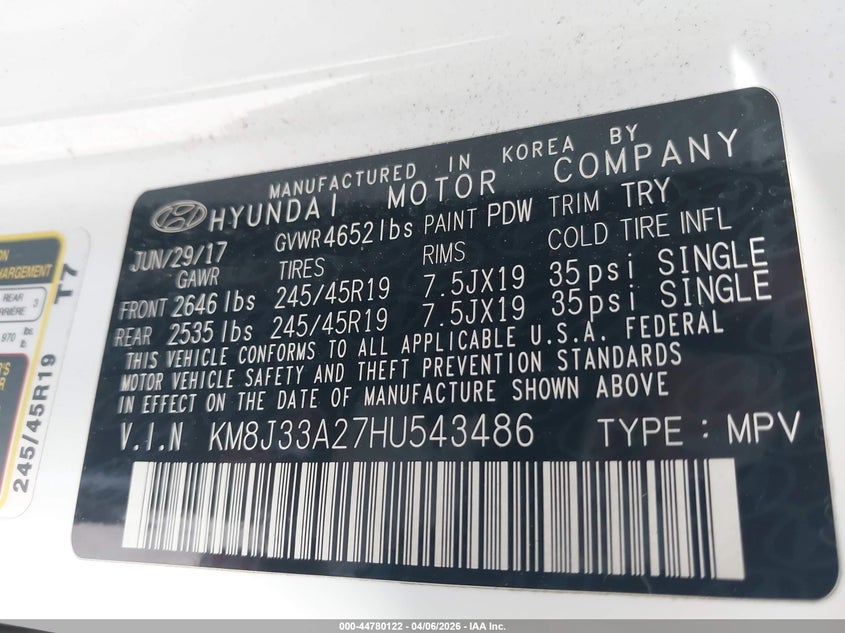 MANUFACTURED IN KOREA BY
HYUNDAI MOTOR COMPANY
JUN/29/17 GVWR 4652lbs PAINT PDW TRIM TRY
GAWR TIRES RIMS COLD TIRE INFL
FRONT 2646 lbs 245/45R19 7.5JX19 35psi SINGLE
REAR 2535 lbs 245/45R19 7.5JX19 35psi SINGLE
THIS VEHICLE CONFORMS TO ALL APPLICABLE U.S.A. FEDERAL
MOTOR VEHICLE SAFETY AND THEFT PREVENTION STANDARDS
IN EFFECT ON THE DATE OF MANUFACTURE SHOWN ABOVE
V.I.N KM8J33A27HU543486 TYPE : MPV
T7
REAR 3
970 lbs.
245/45R19
000-44780122 - 04/06/2026 - IAA Inc.